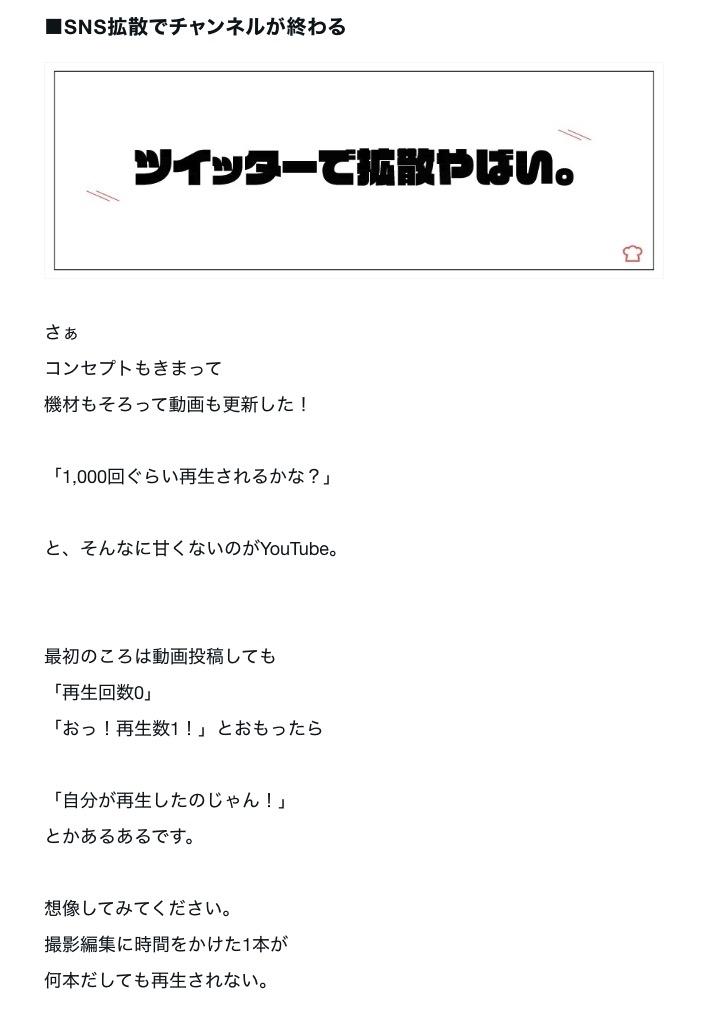 ■SNS拡散でチャンネルが終わる
ツイッターで拡散やばい。
さぁ
コンセプトもきまって
機材もそろって動画も更新した！
「1,000回ぐらい再生されるかな？」
と、そんなに甘くないのがYouTube。
最初のころは動画投稿しても
「再生回数0」
「おっ！再生数1！」とおもったら
「自分が再生したのじゃん！」
とかあるあるです。
想像してみてください。
撮影編集に時間をかけた1本が
何本だしても再生されない。